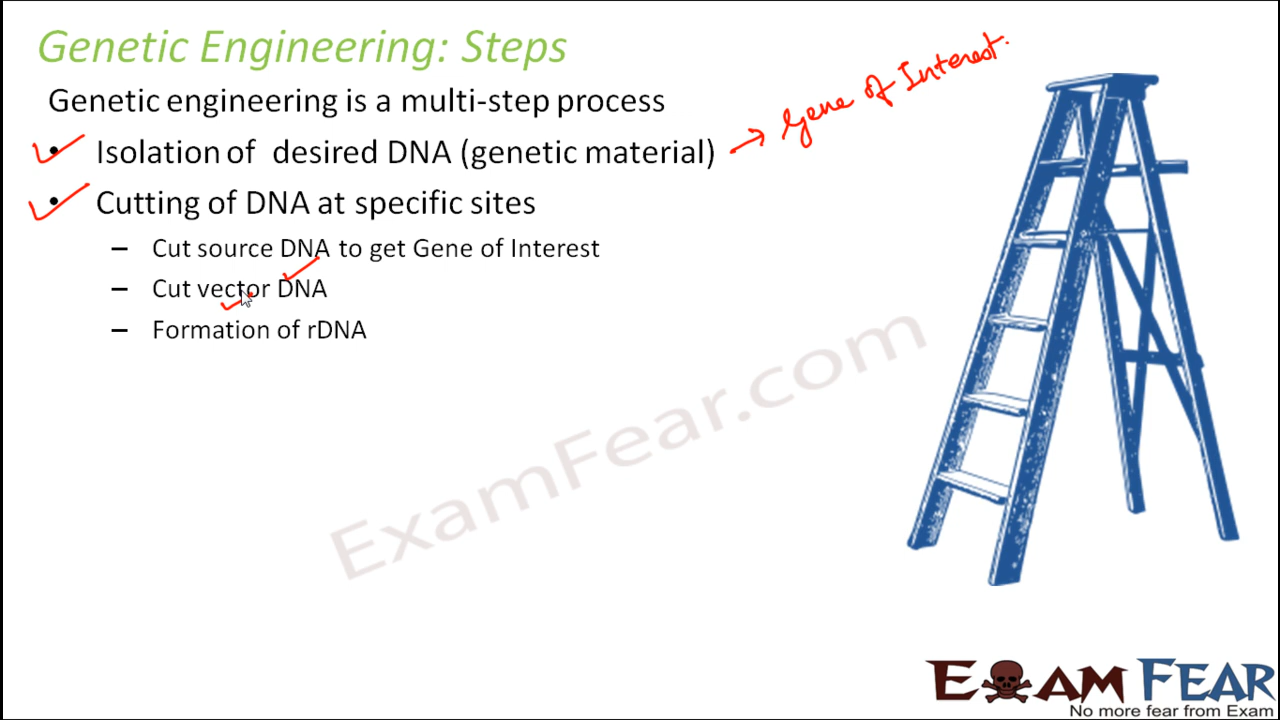 Genetic Engineering: Steps
Genetic engineering is a multi-step process
• Isolation of desired DNA (genetic material) → Gene of Interest.
• Cutting of DNA at specific sites
– Cut source DNA to get Gene of Interest
– Cut vector DNA
– Formation of rDNA
ExamFear.com
EXAM FEAR
No more fear from Exam